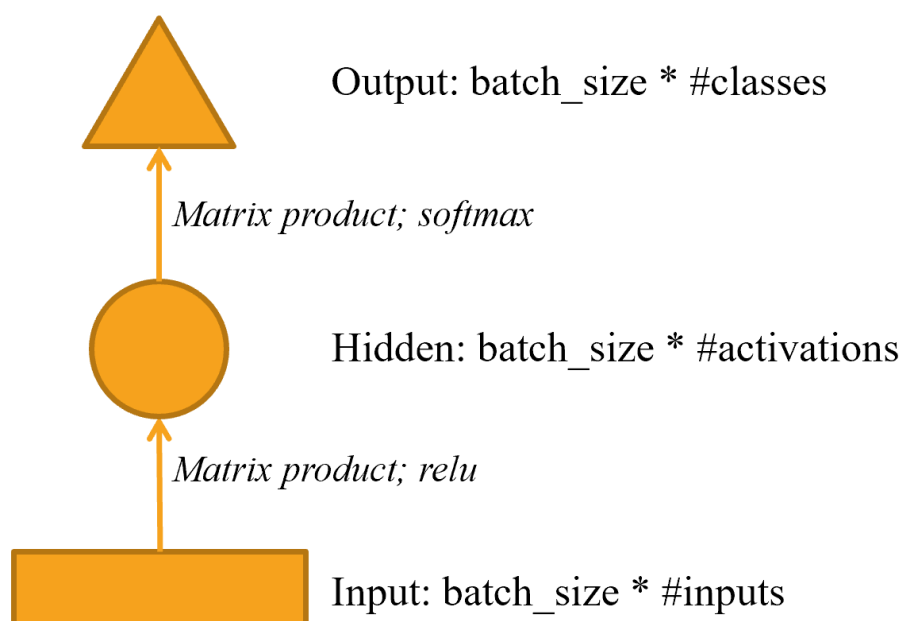 Output: batch_size * #classes
Matrix product; softmax
Hidden: batch_size * #activations
Matrix product; relu
Input: batch_size * #inputs